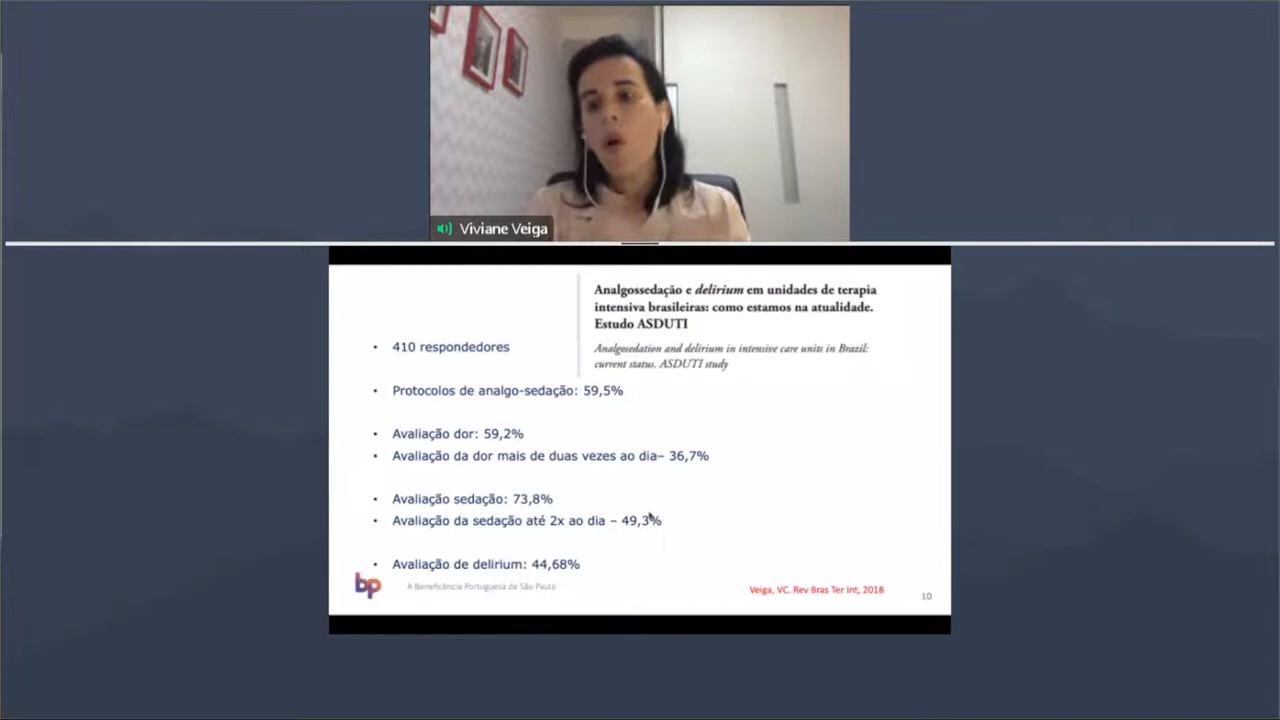 Viviane Veiga
Analgossedação e delirium em unidades de terapia
intensiva brasileiras: como estamos na atualidade.
Estudo ASDUTI
Analgosedation and delirium in intensive care units in Brazil:
current status. ASDUTI study
• 410 respondedores
• Protocolos de analgo-sedação: 59,5%
• Avaliação dor: 59,2%
• Avaliação da dor mais de duas vezes ao dia– 36,7%
• Avaliação sedação: 73,8%
• Avaliação da sedação até 2x ao dia – 49,3%
• Avaliação de delirium: 44,68%
bp
A Beneficência Portuguesa de São Paulo
Veiga, VC. Rev Bras Ter Int, 2018
10